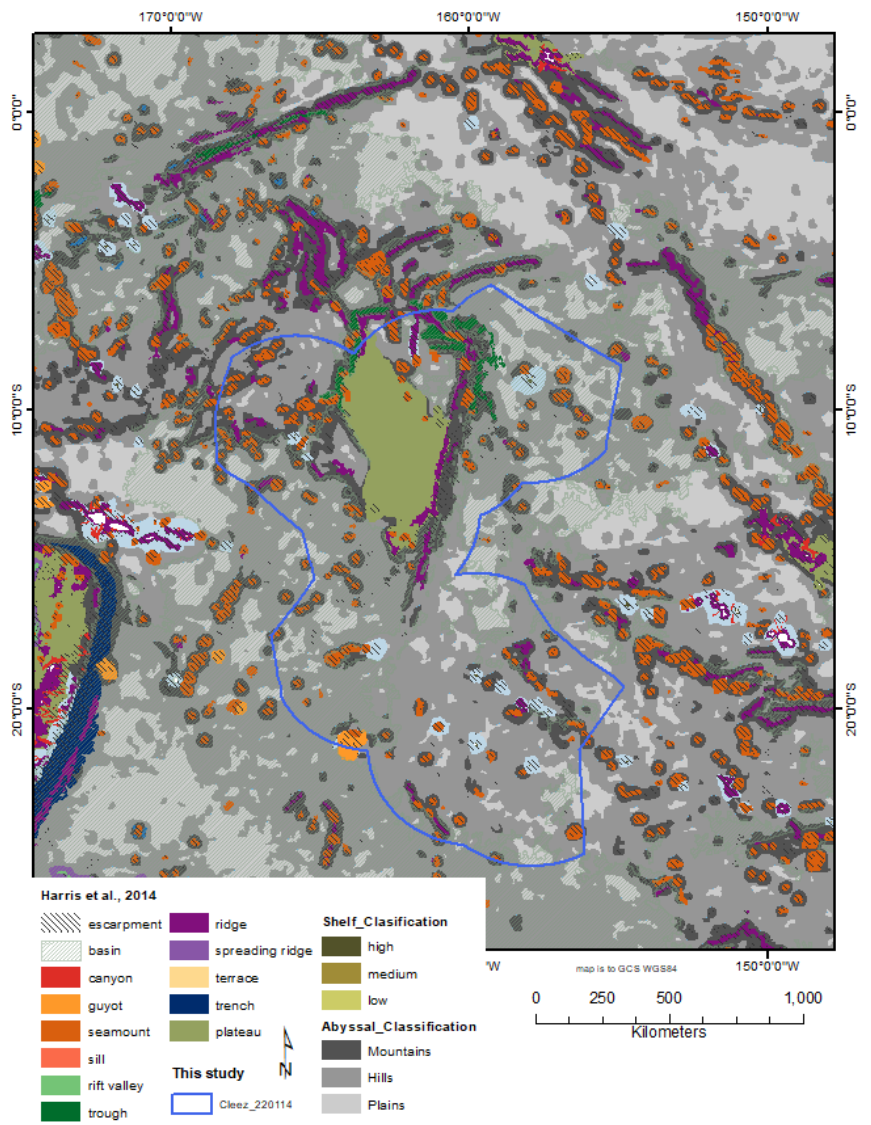 170°0'0"W 160°0'0"W 150°0'0"W
0°0'0" 0°0'0"
10°0'0"S 10°0'0"S
20°0'0"S 20°0'0"S
Harris et al., 2014
escarpment
basin
canyon
guyot
seamount
sill
rift valley
trough
ridge
spreading ridge
terrace
trench
plateau
N
This study
Cleez_220114
Shelf_Clasification
high
medium
low
Abyssal_Classification
Mountains
Hills
Plains
0"W 150°0'0"W
map is to GCS WGS84
0 250 500 1,000
Kilometers